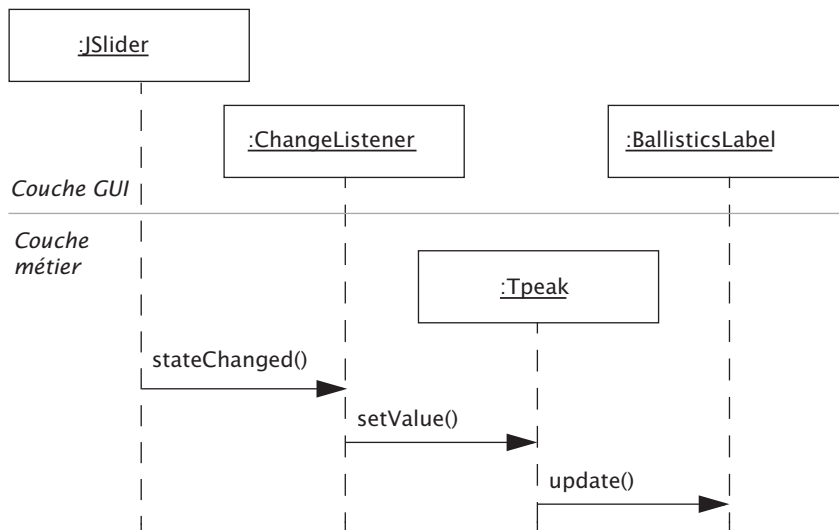 :JSlider
:ChangeListener
:BallisticsLabel
Couche GUI
Couche
métier
:Tpeak
stateChanged()
setValue()
update()